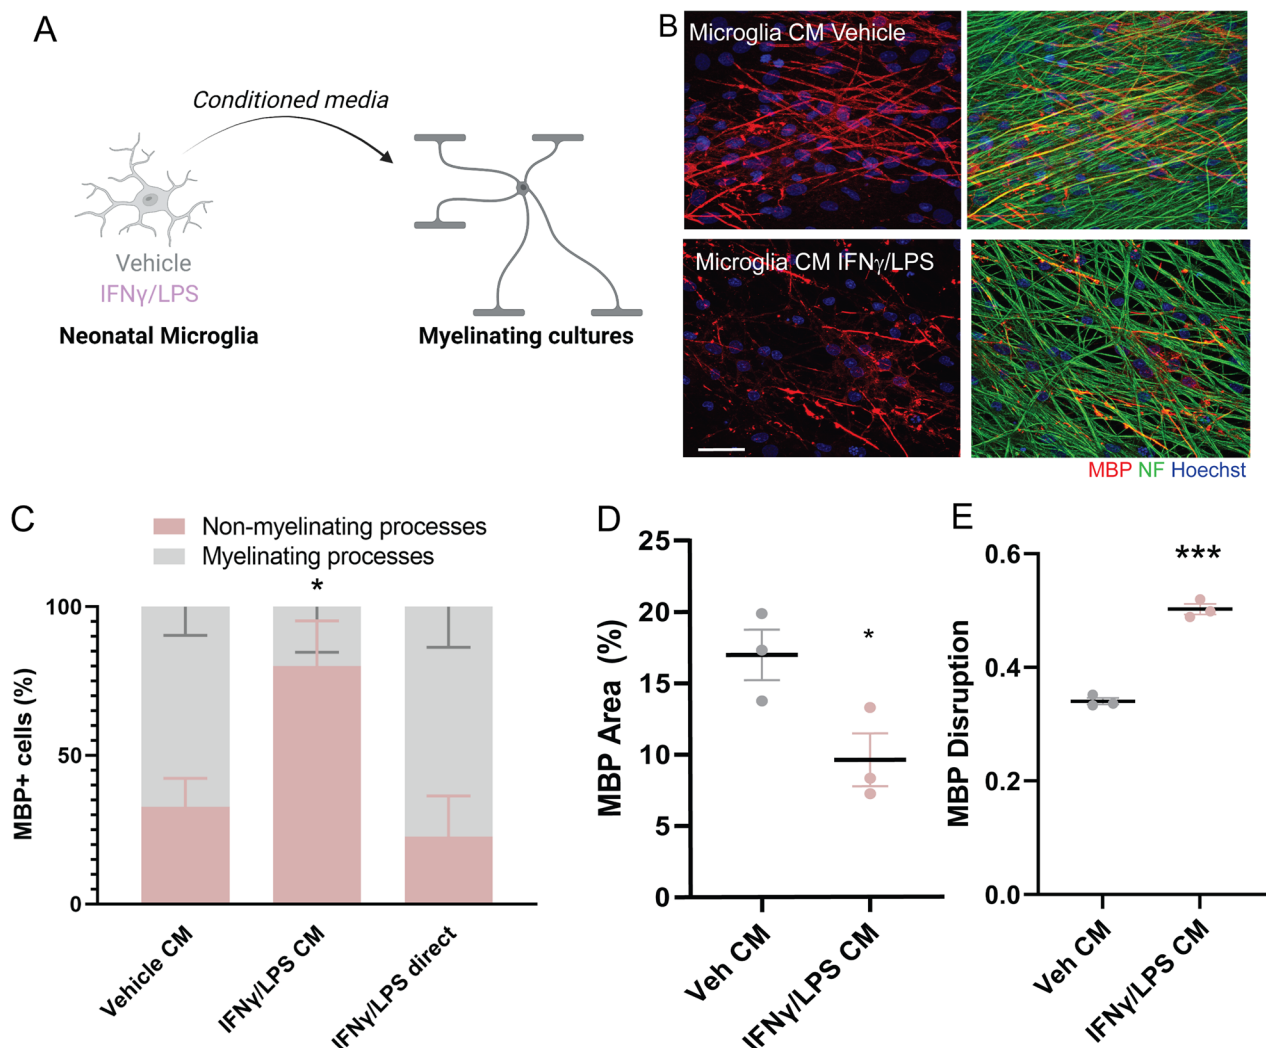 A
Conditioned media
Vehicle
IFNγ/LPS
Neonatal Microglia
Myelinating cultures
B
Microglia CM Vehicle
Microglia CM IFNγ/LPS
MBP NF Hoechst
C
Non-myelinating processes
Myelinating processes
*
MBP+ cells (%)
100
50
0
Vehicle CM
IFNγ/LPS CM
IFNγ/LPS direct
D
MBP Area (%)
25
20
15
10
5
0
*
Veh CM
IFNγ/LPS CM
E
MBP Disruption
0.6
0.4
0.2
0.0
***
Veh CM
IFNγ/LPS CM